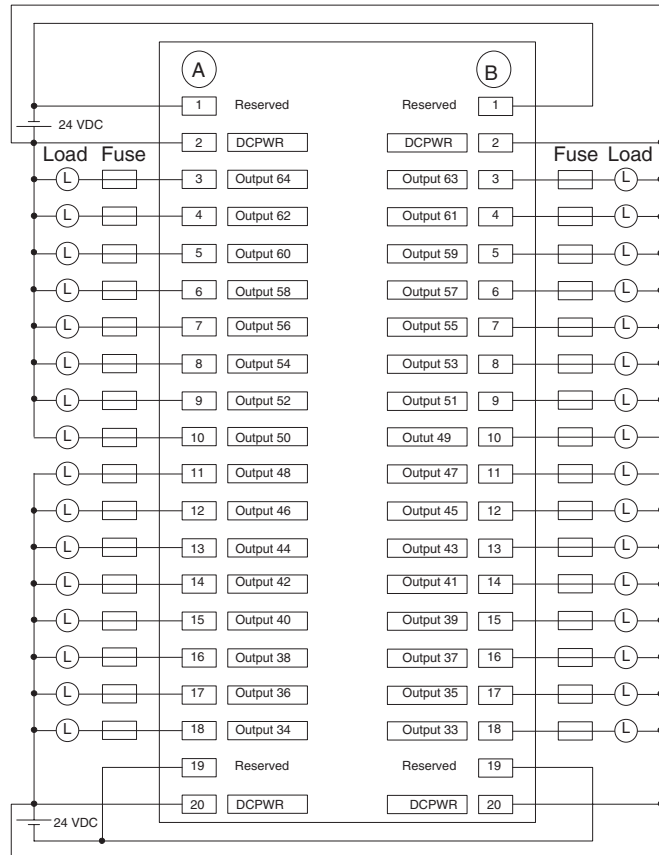 A B
1 Reserved Reserved 1
24 VDC
2 DCPWR DCPWR 2
Load Fuse Fuse Load
L 3 Output 64 Output 63 3 L
L 4 Output 62 Output 61 4 L
L 5 Output 60 Output 59 5 L
L 6 Output 58 Output 57 6 L
L 7 Output 56 Output 55 7 L
L 8 Output 54 Output 53 8 L
L 9 Output 52 Output 51 9 L
L 10 Output 50 Outut 49 10 L
L 11 Output 48 Output 47 11 L
L 12 Output 46 Output 45 12 L
L 13 Output 44 Output 43 13 L
L 14 Output 42 Output 41 14 L
L 15 Output 40 Output 39 15 L
L 16 Output 38 Output 37 16 L
L 17 Output 36 Output 35 17 L
L 18 Output 34 Output 33 18 L
19 Reserved Reserved 19
20 DCPWR DCPWR 20
24 VDC